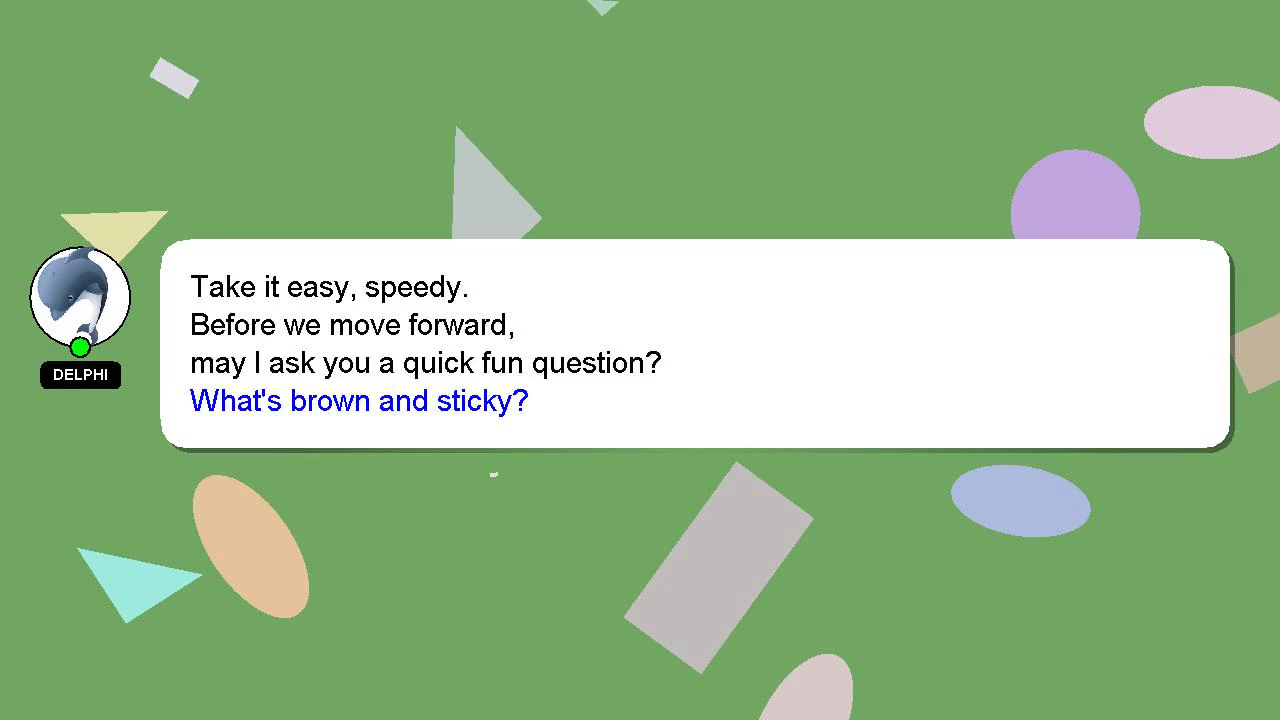 Take it easy, speedy.
Before we move forward,
may I ask you a quick fun question?
What's brown and sticky?
DELPHI